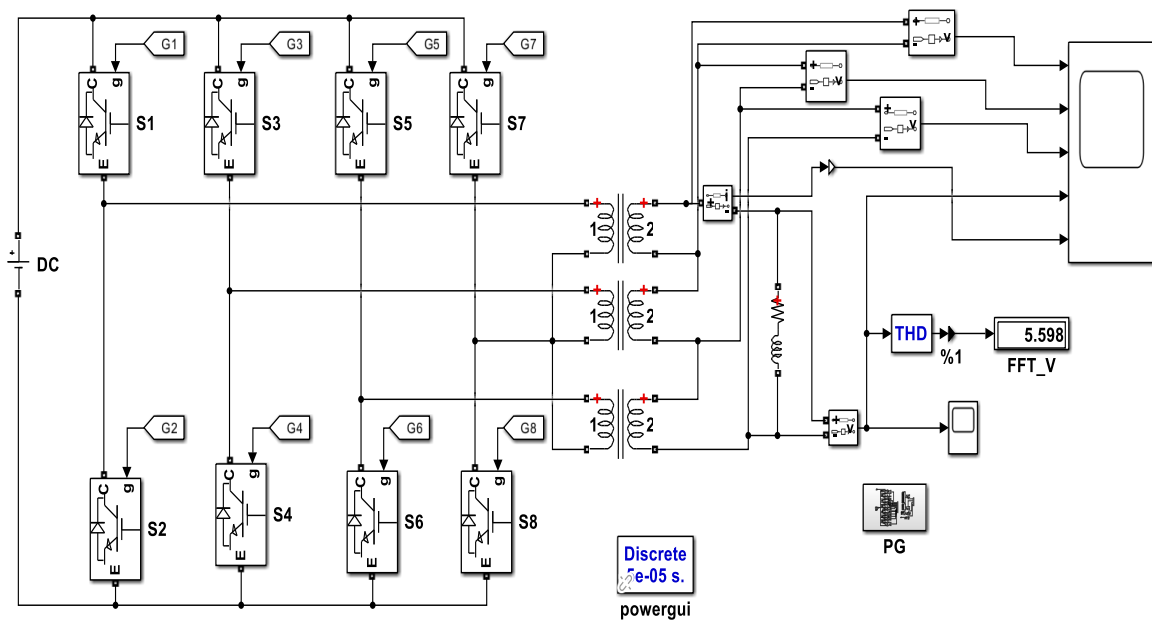 G1
G3
G5
G7
C g
C g
C g
C g
S1
S3
S5
S7
E
E
E
E
+
-
V
+
-
V
+
-
V
i
+
-
+
+
1 2
+
DC
+
+
1 2
+
+
1 2
+
THD
%1
5.598
FFT_V
G2
G4
G6
G8
+
-
V
C g
C g
C g
C g
S2
S4
S6
S8
E
E
E
E
PG
Discrete
5e-05 s.
powergui